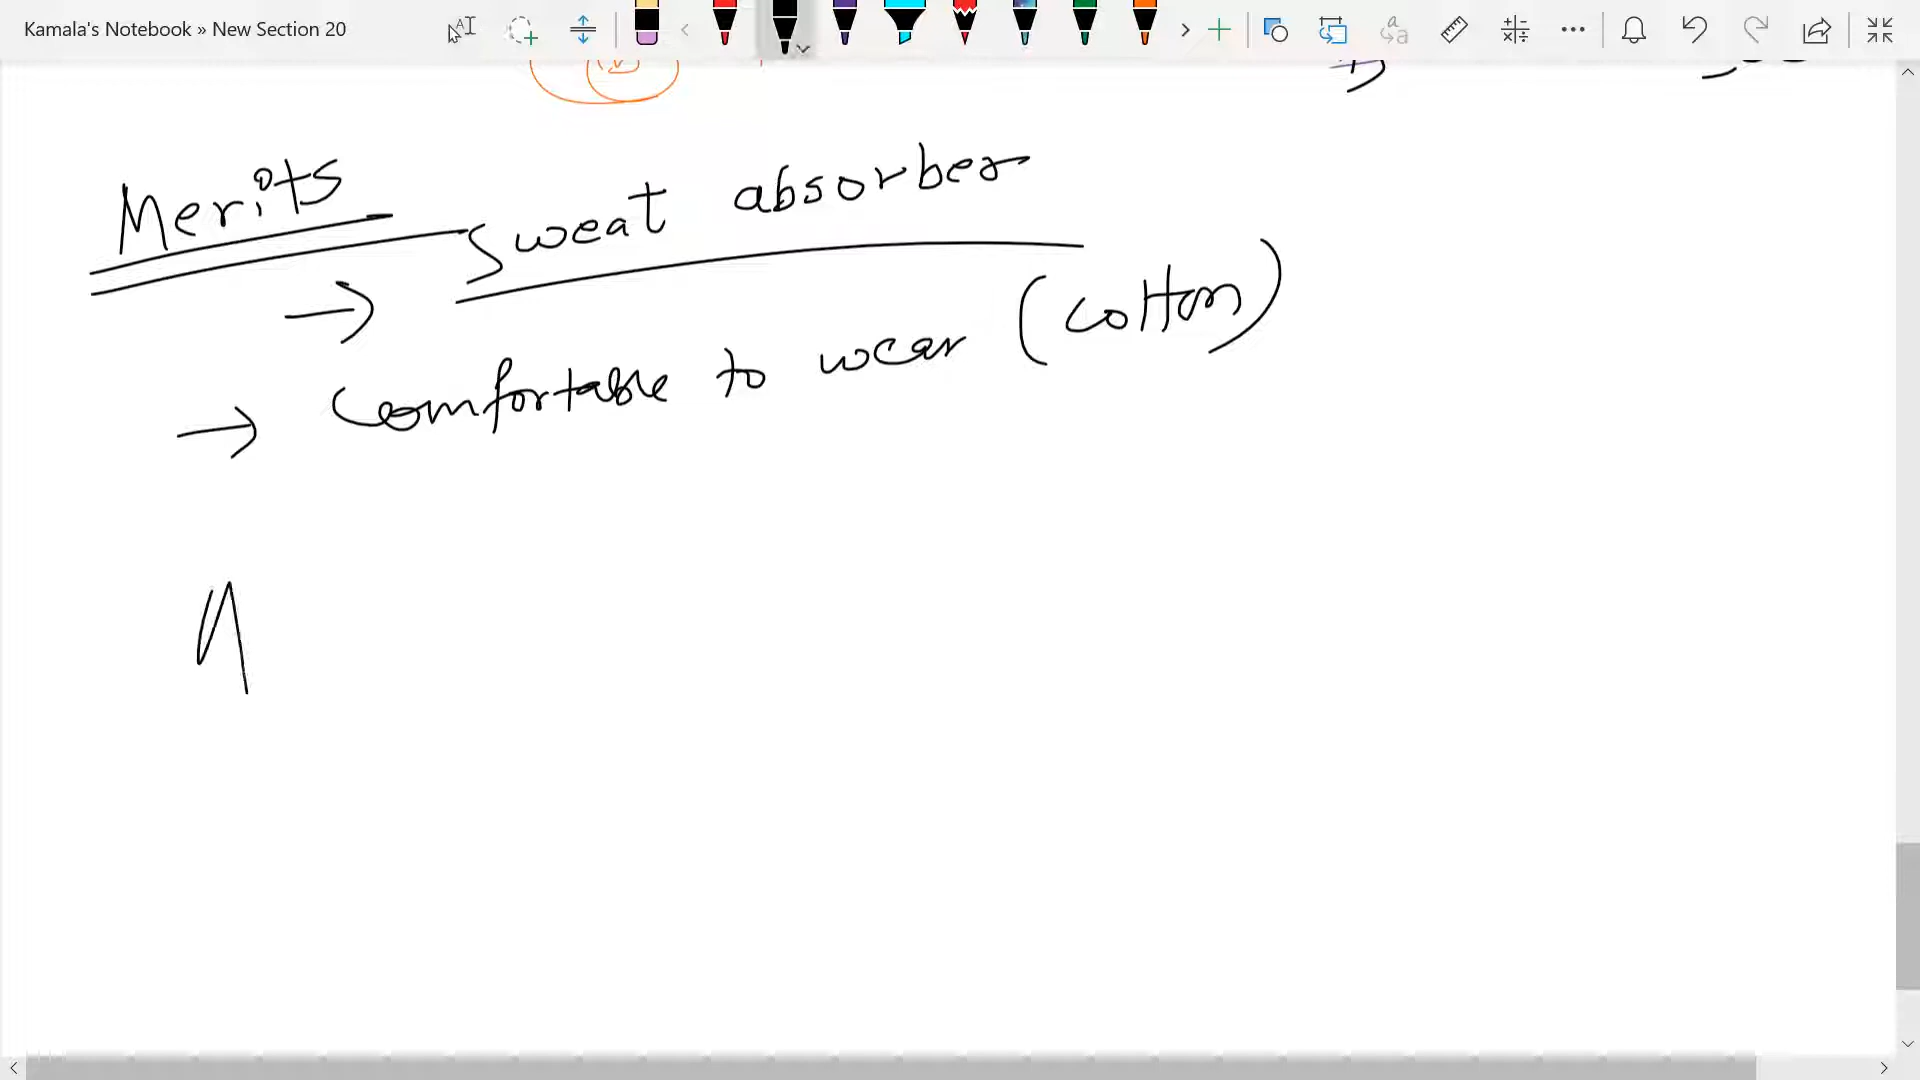 Kamala's Notebook » New Section 20
Merits
→ Sweat absorber
→ Comfortable to wear (cotton)